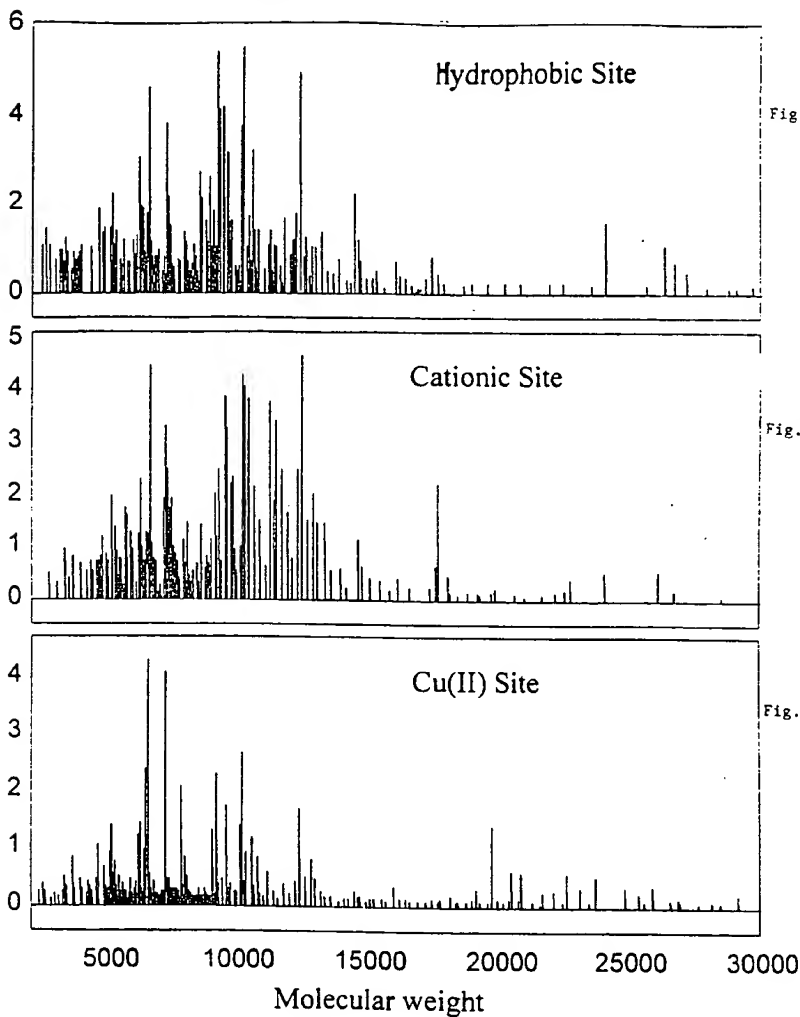 6
Hydrophobic Site
Fig
4
2
0
5
Cationic Site
Fig.
4
3
2
1
0
4
Cu(II) Site
Fig.
3
2
1
0
5000 10000 15000 20000 25000 30000
Molecular weight